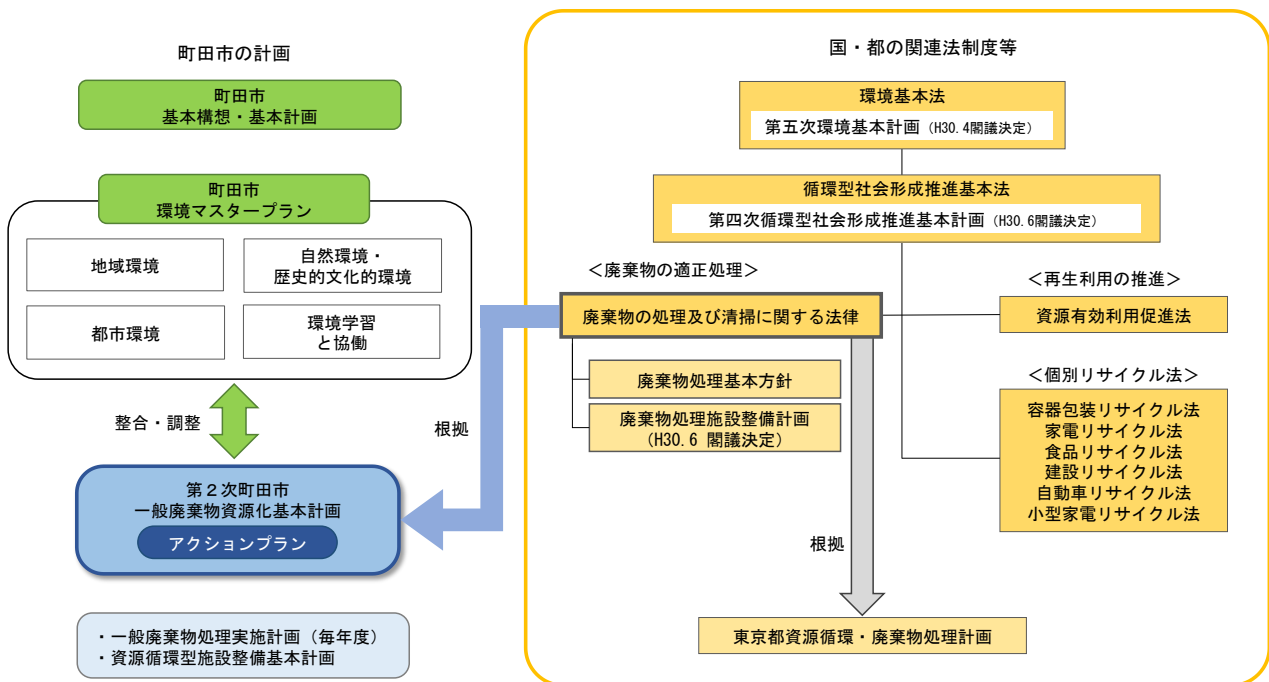 町田市の計画
町田市
基本構想・基本計画
町田市
環境マスタープラン
地域環境
自然環境・
歴史的文化的環境
都市環境
環境学習
と協働
整合・調整
第２次町田市
一般廃棄物資源化基本計画
アクションプラン
・一般廃棄物処理実施計画（毎年度）
・資源循環型施設整備基本計画
根拠
国・都の関連法制度等
環境基本法
第五次環境基本計画（H30.4閣議決定）
循環型社会形成推進基本法
第四次循環型社会形成推進基本計画（H30.6閣議決定）
＜廃棄物の適正処理＞
廃棄物の処理及び清掃に関する法律
廃棄物処理基本方針
廃棄物処理施設整備計画
（H30.6 閣議決定）
＜再生利用の推進＞
資源有効利用促進法
＜個別リサイクル法＞
容器包装リサイクル法
家電リサイクル法
食品リサイクル法
建設リサイクル法
自動車リサイクル法
小型家電リサイクル法
根拠
東京都資源循環・廃棄物処理計画